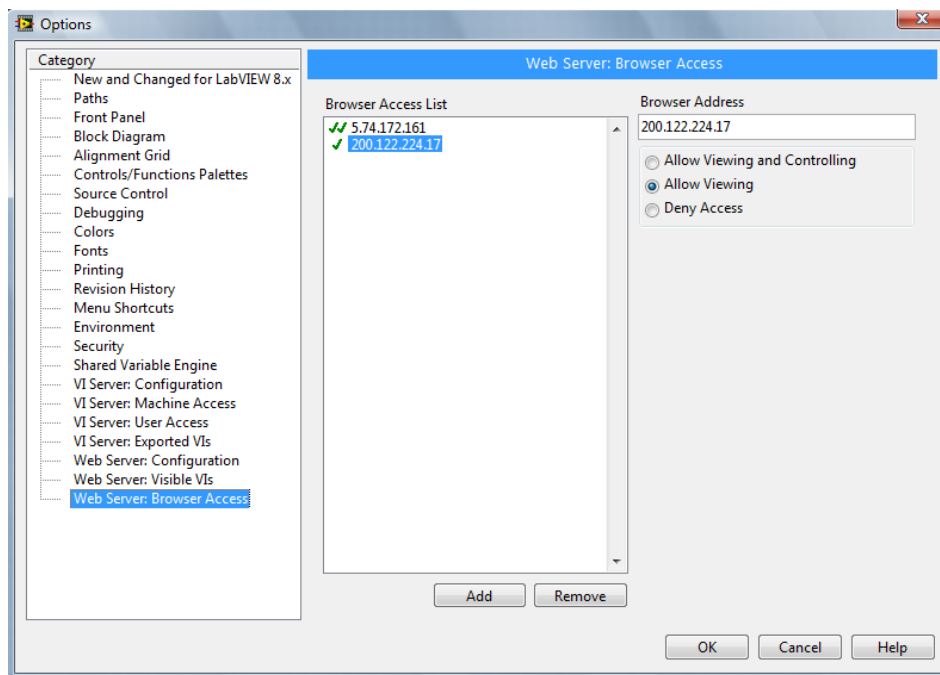 Options
Category
New and Changed for LabVIEW 8.x
Paths
Front Panel
Block Diagram
Alignment Grid
Controls/Functions Palettes
Source Control
Debugging
Colors
Fonts
Printing
Revision History
Menu Shortcuts
Environment
Security
Shared Variable Engine
VI Server: Configuration
VI Server: Machine Access
VI Server: User Access
VI Server: Exported VIs
Web Server: Configuration
Web Server: Visible VIs
Web Server: Browser Access
Web Server: Browser Access
Browser Access List
5.74.172.161
200.122.224.17
Add
Remove
Browser Address
200.122.224.17
Allow Viewing and Controlling
Allow Viewing
Deny Access
OK
Cancel
Help